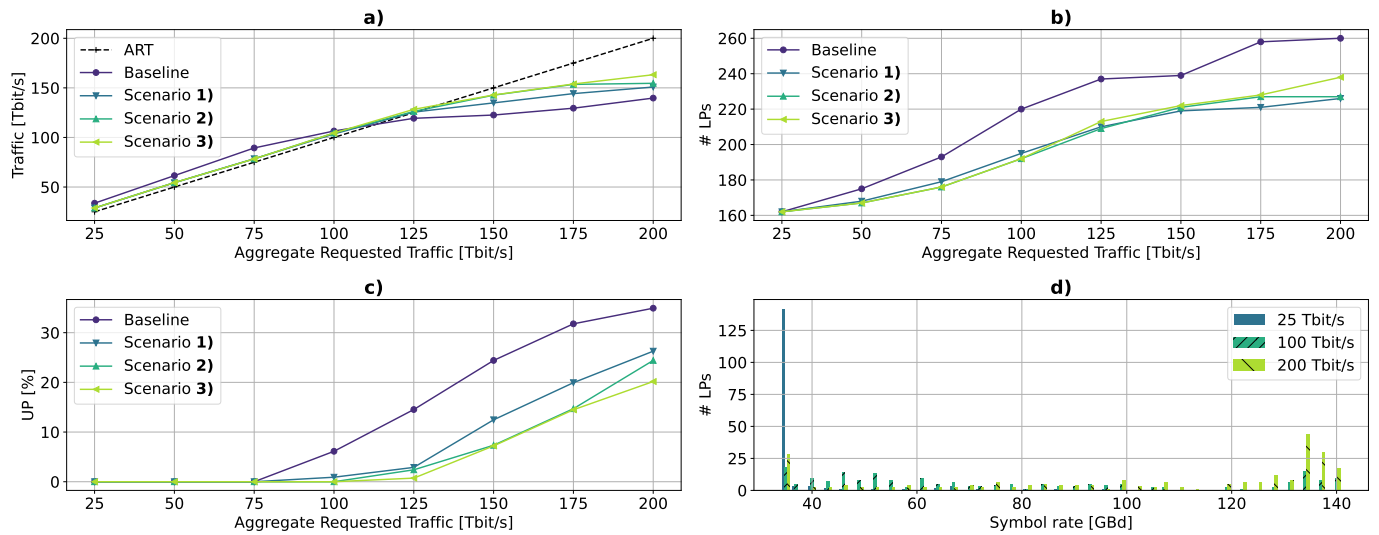 a)
Traffic [Tbit/s]
200
150
100
50
ART
Baseline
Scenario 1)
Scenario 2)
Scenario 3)
25 50 75 100 125 150 175 200
Aggregate Requested Traffic [Tbit/s]
b)
# LPs
260
240
220
200
180
160
Baseline
Scenario 1)
Scenario 2)
Scenario 3)
25 50 75 100 125 150 175 200
Aggregate Requested Traffic [Tbit/s]
c)
UP [%]
30
20
10
0
Baseline
Scenario 1)
Scenario 2)
Scenario 3)
25 50 75 100 125 150 175 200
Aggregate Requested Traffic [Tbit/s]
d)
# LPs
125
100
75
50
25
0
25 Tbit/s
100 Tbit/s
200 Tbit/s
40 60 80 100 120 140
Symbol rate [GBd]